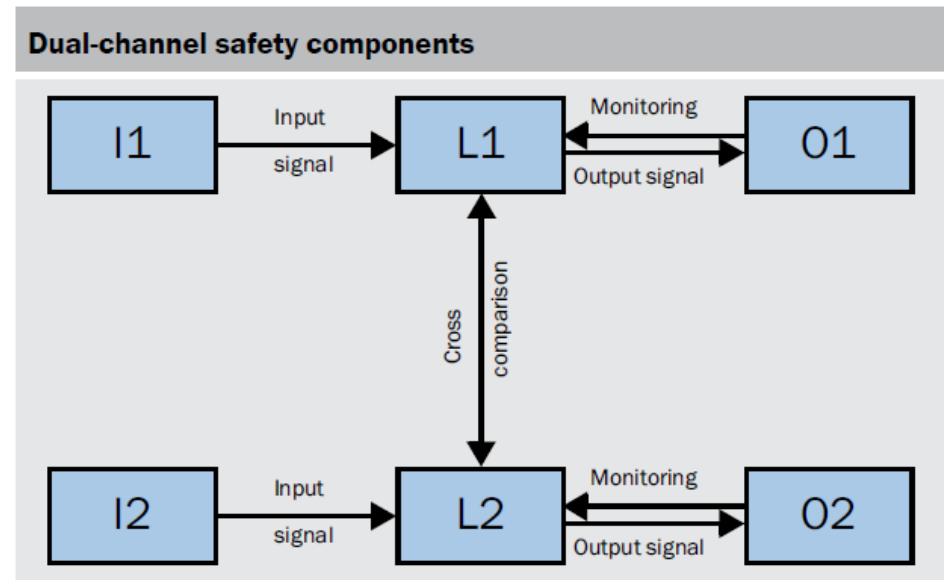 Dual-channel safety components
I1
Input
signal
L1
Monitoring
Output signal
O1
Cross
comparison
I2
Input
signal
L2
Monitoring
Output signal
O2